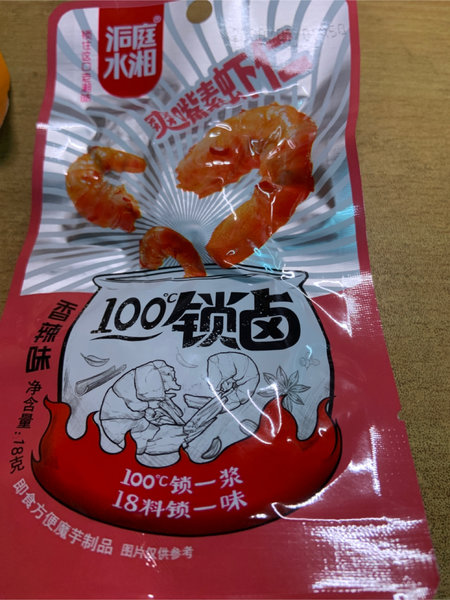 洞庭®
水湘
爽嘴素虾仁
100℃锁卤
香辣味
净含量:18克
100℃锁一浆
18料锁一味
即食方便魔芋制品 图片仅供参考